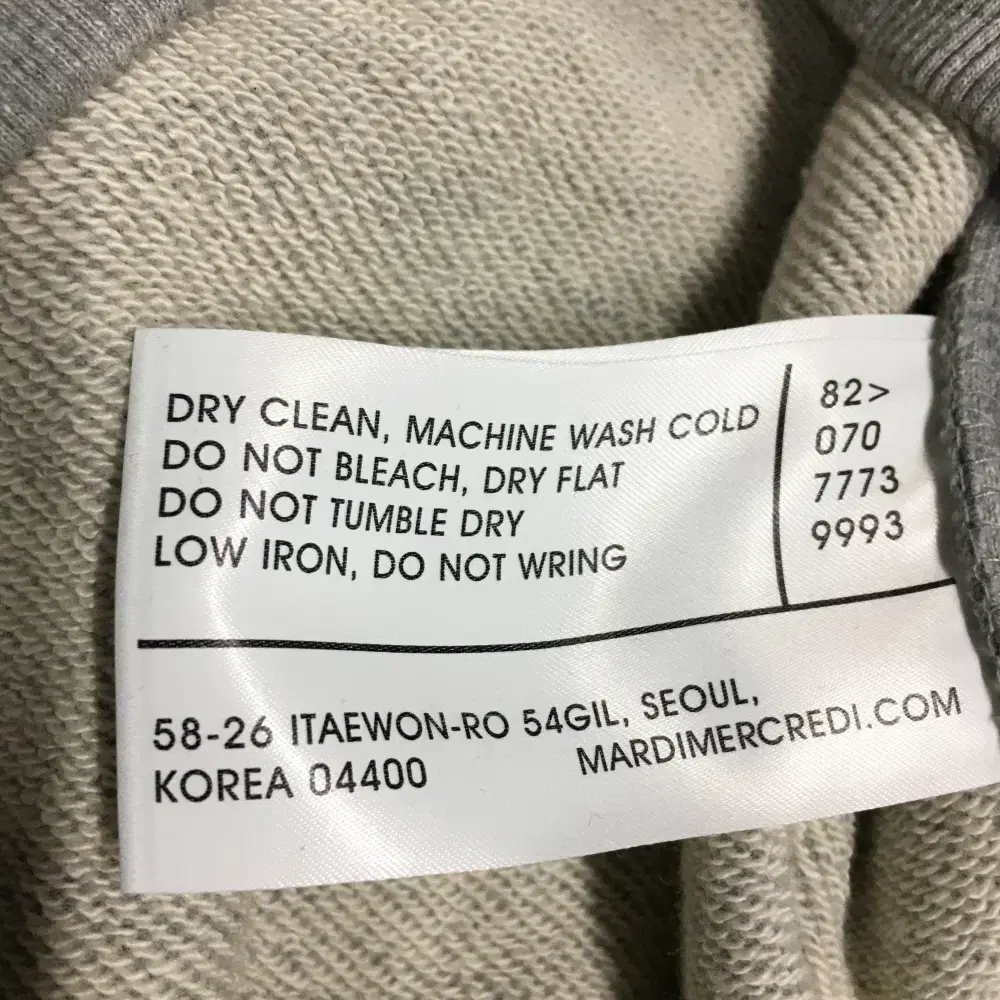 DRY CLEAN, MACHINE WASH COLD
DO NOT BLEACH, DRY FLAT
DO NOT TUMBLE DRY
LOW IRON, DO NOT WRING
82>
070
7773
9993
58-26 ITAEWON-RO 54GIL, SEOUL,
KOREA 04400
MARDIMERCREDI.COM